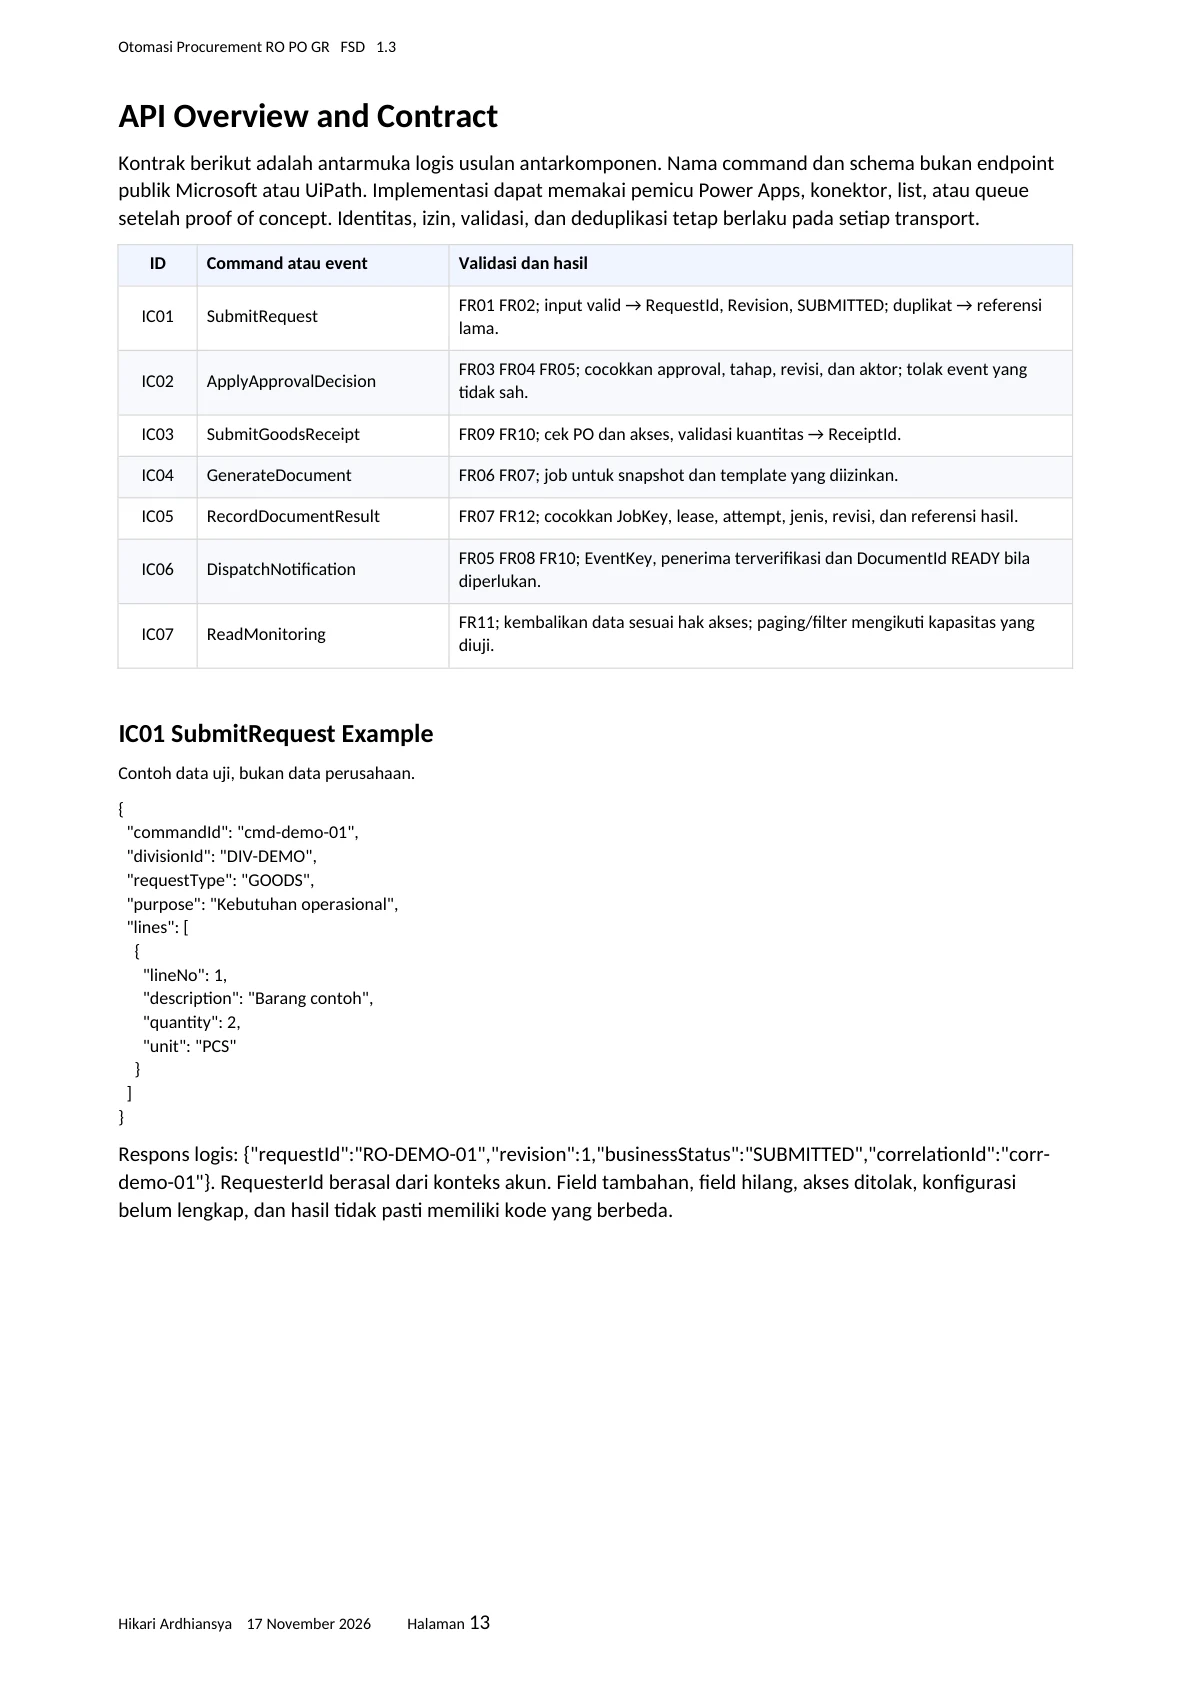 Otomasi Procurement RO PO GR FSD 1.3
API Overview and Contract
Kontrak berikut adalah antarmuka logis usulan antarkomponen. Nama command dan schema bukan endpoint
publik Microsoft atau UiPath. Implementasi dapat memakai pemicu Power Apps, konektor, list, atau queue
setelah proof of concept. Identitas, izin, validasi, dan deduplikasi tetap berlaku pada setiap transport.
ID Command atau event Validasi dan hasil
IC01 SubmitRequest FR01 FR02; input valid → RequestId, Revision, SUBMITTED; duplikat → referensi
lama.
IC02 ApplyApprovalDecision FR03 FR04 FR05; cocokkan approval, tahap, revisi, dan aktor; tolak event yang
tidak sah.
IC03 SubmitGoodsReceipt FR09 FR10; cek PO dan akses, validasi kuantitas → ReceiptId.
IC04 GenerateDocument FR06 FR07; job untuk snapshot dan template yang diizinkan.
IC05 RecordDocumentResult FR07 FR12; cocokkan JobKey, lease, attempt, jenis, revisi, dan referensi hasil.
IC06 DispatchNotification FR05 FR08 FR10; EventKey, penerima terverifikasi dan DocumentId READY bila
diperlukan.
IC07 ReadMonitoring FR11; kembalikan data sesuai hak akses; paging/filter mengikuti kapasitas yang
diuji.
IC01 SubmitRequest Example
Contoh data uji, bukan data perusahaan.
{
"commandId": "cmd-demo-01",
"divisionId": "DIV-DEMO",
"requestType": "GOODS",
"purpose": "Kebutuhan operasional",
"lines": [
{
"lineNo": 1,
"description": "Barang contoh",
"quantity": 2,
"unit": "PCS"
}
]
}
Respons logis: {"requestId":"RO-DEMO-01","revision":1,"businessStatus":"SUBMITTED","correlationId":"corr-
demo-01"}. RequesterId berasal dari konteks akun. Field tambahan, field hilang, akses ditolak, konfigurasi
belum lengkap, dan hasil tidak pasti memiliki kode yang berbeda.
Hikari Ardhiansya 17 November 2026 Halaman 13